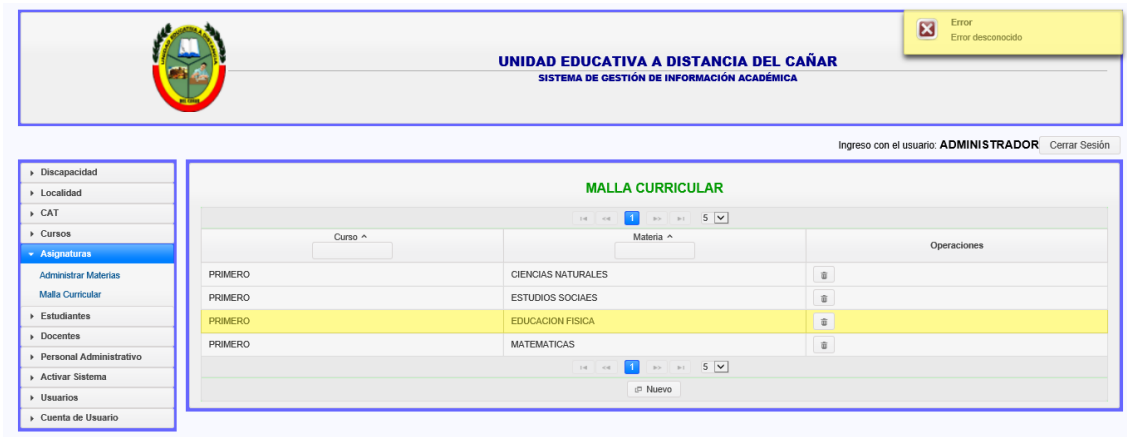 Error
Error desconocido
UNIDAD EDUCATIVA A DISTANCIA DEL CAÑAR
SISTEMA DE GESTIÓN DE INFORMACIÓN ACADÉMICA
Ingreso con el usuario: ADMINISTRADOR Cerrar Sesión
Discapacidad
Localidad
CAT
Cursos
Asignaturas
Administrar Materias
Malla Curricular
Estudiantes
Docentes
Personal Administrativo
Activar Sistema
Usuarios
Cuenta de Usuario
MALLA CURRICULAR
1 5
Curso Materia Operaciones
PRIMERO CIENCIAS NATURALES
PRIMERO ESTUDIOS SOCIAES
PRIMERO EDUCACION FISICA
PRIMERO MATEMATICAS
1 5
Nuevo